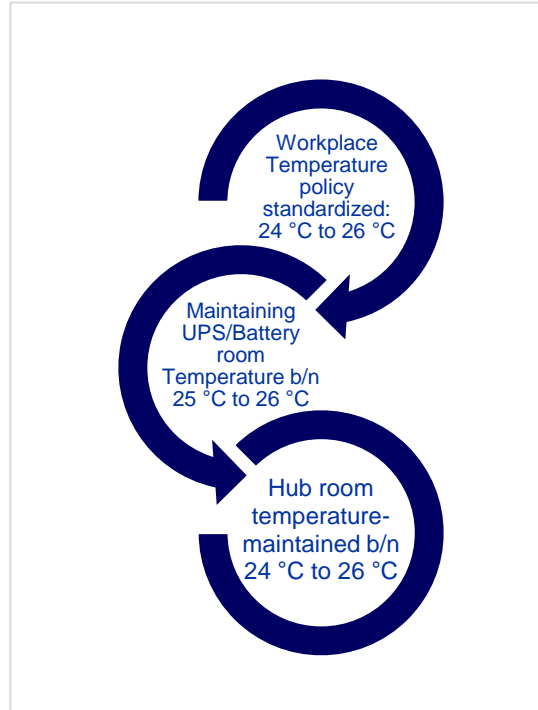 Workplace
Temperature
policy
standardized:
24 °C to 26 °C
Maintaining
UPS/Battery
room
Temperature b/n
25 °C to 26 °C
Hub room
temperature-
maintained b/n
24 °C to 26 °C